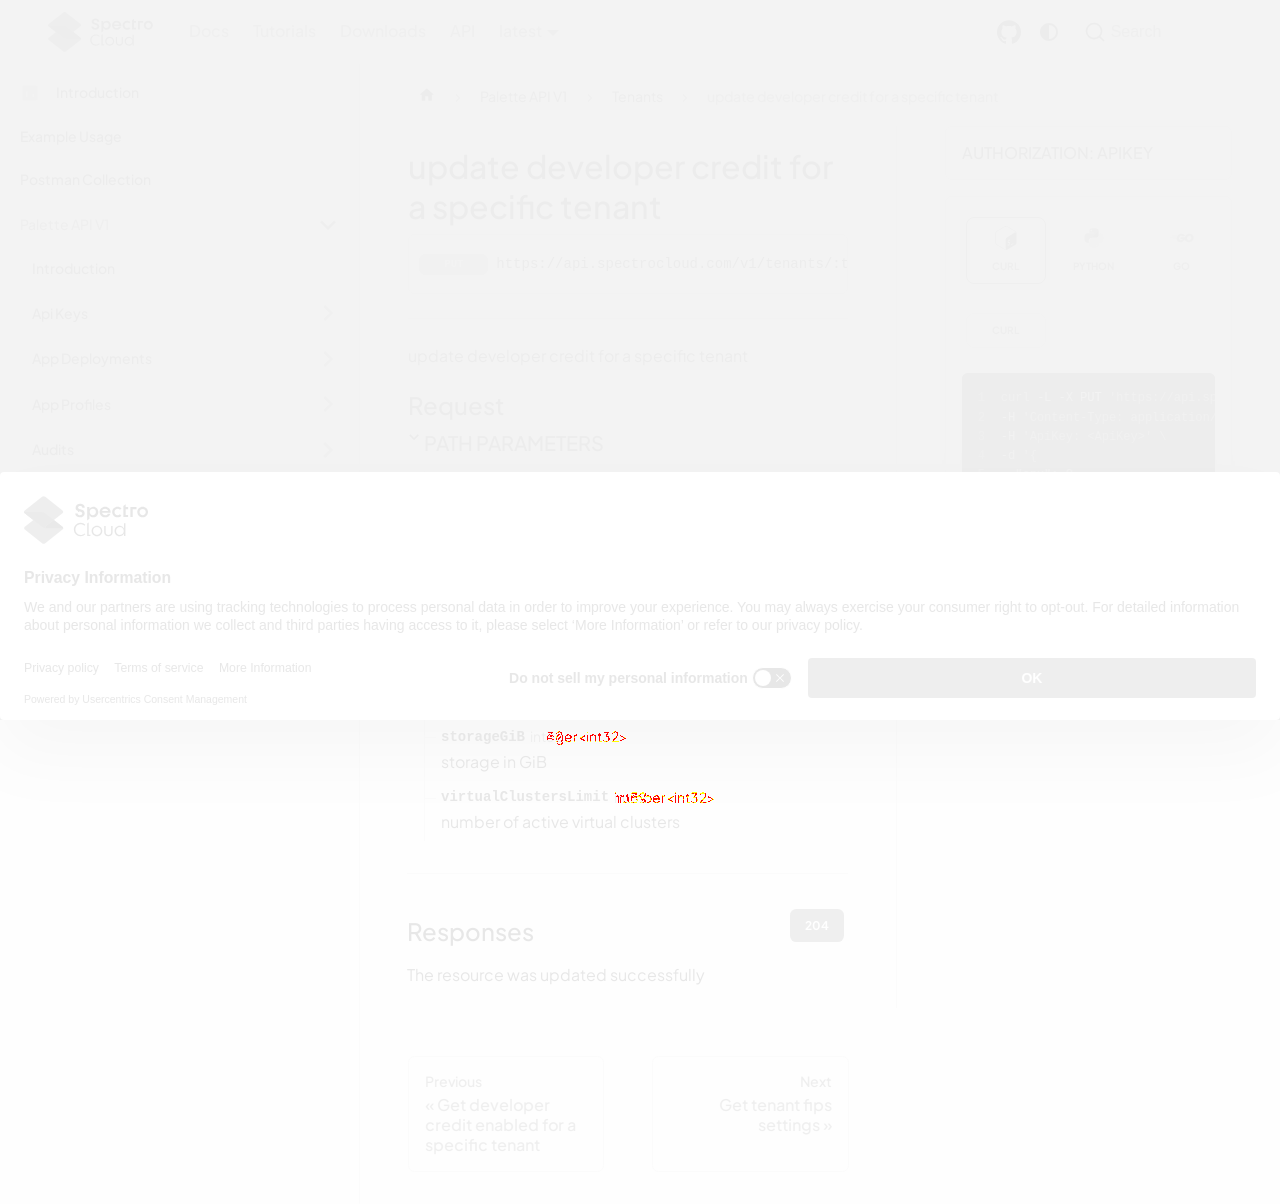 Spectro Cloud
Docs Tutorials Downloads API latest
Search
Introduction
Example Usage
Postman Collection
Palette API V1
Introduction
Api Keys
App Deployments
App Profiles
Audits
Palette API V1 Tenants update developer credit for a specific tenant
update developer credit for
a specific tenant
https://api.spectrocloud.com/v1/tenants/:t
update developer credit for a specific tenant
Request
PATH PARAMETERS
AUTHORIZATION: APIKEY
CURL PYTHON GO
CURL
Spectro
Cloud
Privacy Information
We and our partners are using tracking technologies to process personal data in order to improve your experience. You may always exercise your consumer right to opt-out. For detailed information
about personal information we collect and third parties having access to it, please select 'More Information' or refer to our privacy policy.
Privacy policy Terms of service More Information
Do not sell my personal information
OK
Powered by Usercentrics Consent Management
storageGiB
storage in GiB
virtualClustersLimit
number of active virtual clusters
Responses
204
The resource was updated successfully
Previous
« Get developer
credit enabled for a
specific tenant
Next
Get tenant fips
settings »